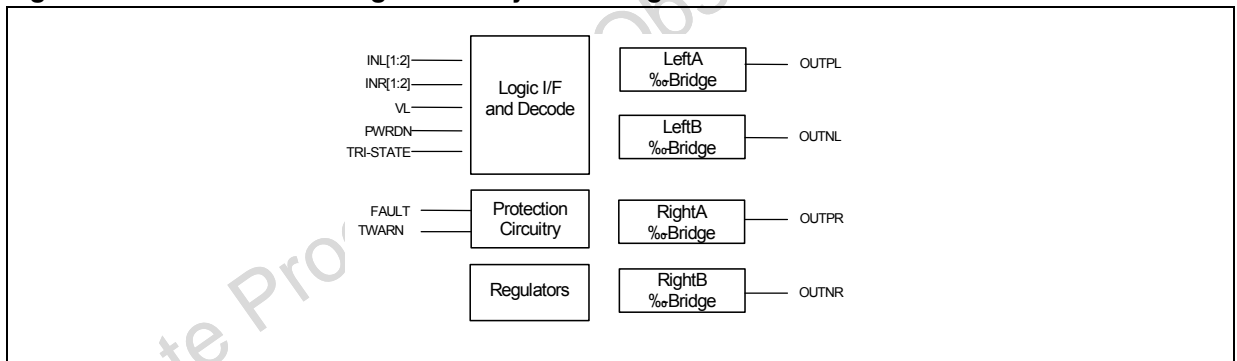 INL[1:2]
INR[1:2]
VL
PWRDN
TRI-STATE
Logic I/F
and Decode
LeftA
‰Bridge
OUTPL
LeftB
‰Bridge
OUTNL
FAULT
TWARN
Protection
Circuitry
RightA
‰Bridge
OUTPR
Regulators
RightB
‰Bridge
OUTNR